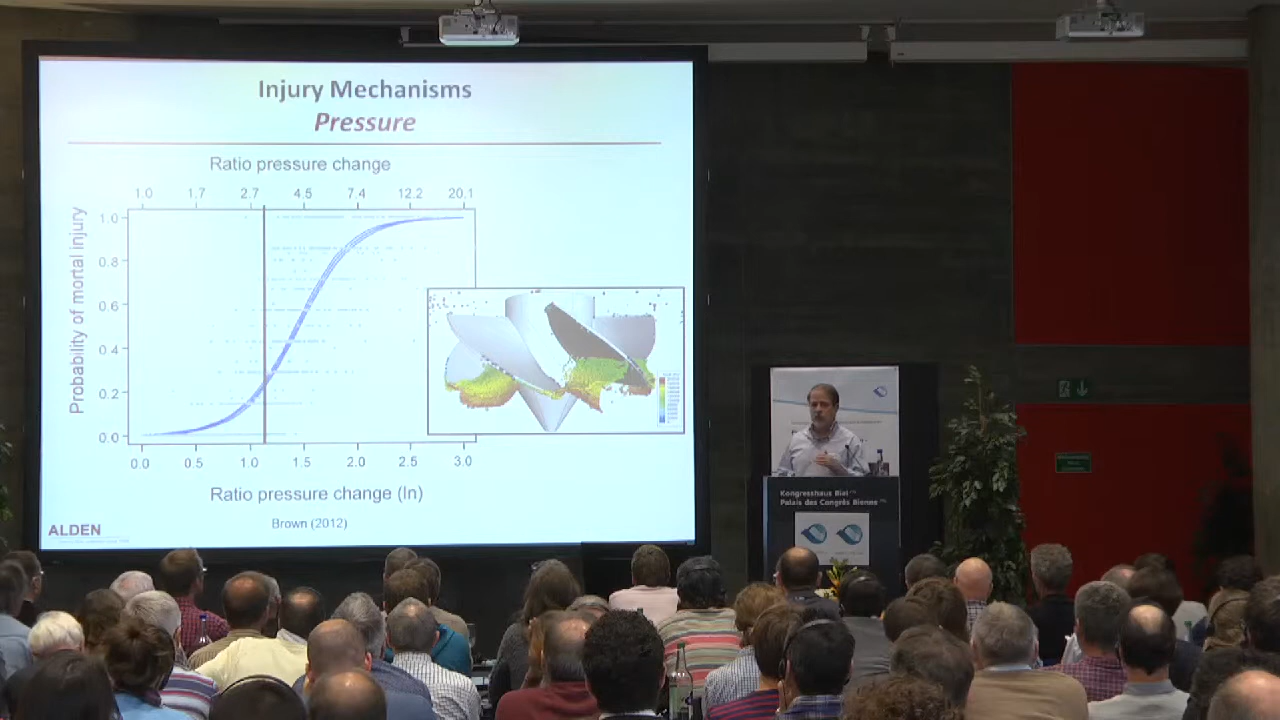 Injury Mechanisms
Pressure
Ratio pressure change
1.0 1.7 2.7 4.5 7.4 12.2 20.1
Probability of mortal injury
1.0
0.8
0.6
0.4
0.2
0.0
0.0 0.5 1.0 1.5 2.0 2.5 3.0
Ratio pressure change (ln)
Brown (2012)
ALDEN
Kongresshaus Biel
Palais des Congrès Bienne